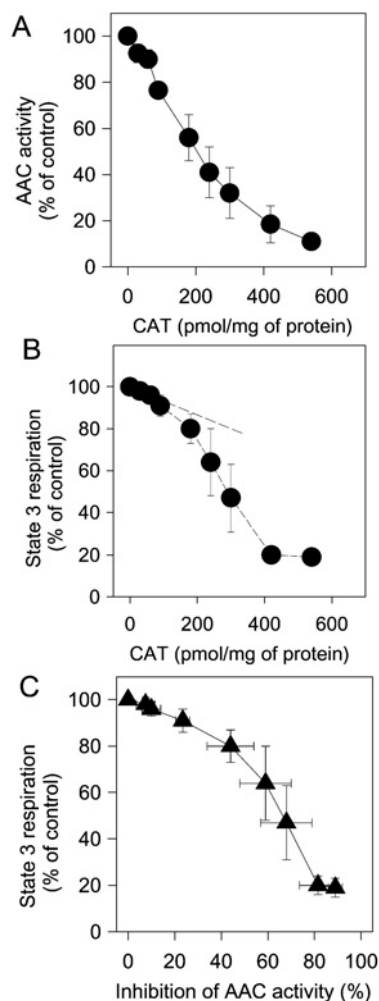 A
AAC activity
(% of control)
100
80
60
40
20
0
0 200 400 600
CAT (pmol/mg of protein)
B
State 3 respiration
(% of control)
100
80
60
40
20
0
0 200 400 600
CAT (pmol/mg of protein)
C
State 3 respiration
(% of control)
100
80
60
40
20
0
0 20 40 60 80 100
Inhibition of AAC activity (%)